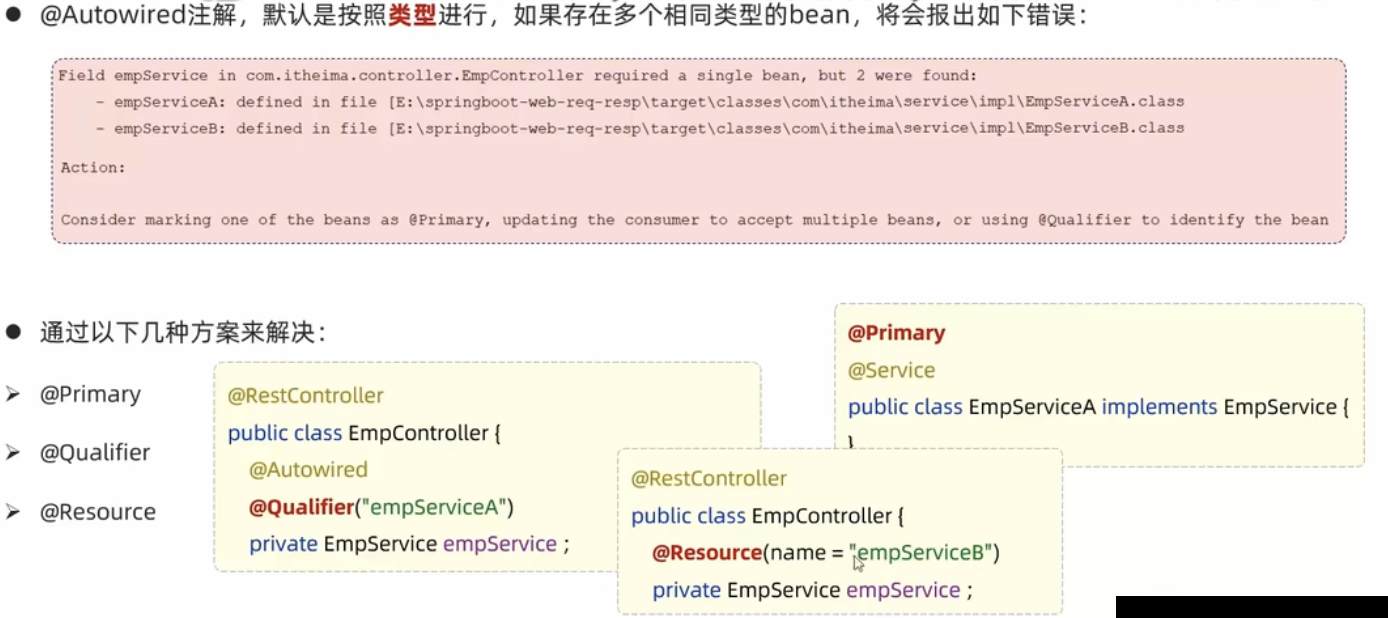 @Autowired注解，默认是按照类型进行，如果存在多个相同类型的bean，将会报出如下错误：
Field empService in com.itheima.controller.EmpController required a single bean, but 2 were found:
- empServiceA: defined in file [E:\springboot-web-req-resp\target\classes\com\itheima\service\impl\EmpServiceA.class
- empServiceB: defined in file [E:\springboot-web-req-resp\target\classes\com\itheima\service\impl\EmpServiceB.class
Action:
Consider marking one of the beans as @Primary, updating the consumer to accept multiple beans, or using @Qualifier to identify the bean
通过以下几种方案来解决：
@Primary
@Qualifier
@Resource
@RestController
public class EmpController {
@Autowired
@Qualifier("empServiceA")
private EmpService empService ;
@Primary
@Service
public class EmpServiceA implements EmpService {
}
@RestController
public class EmpController {
@Resource(name = "empServiceB")
private EmpService empService ;